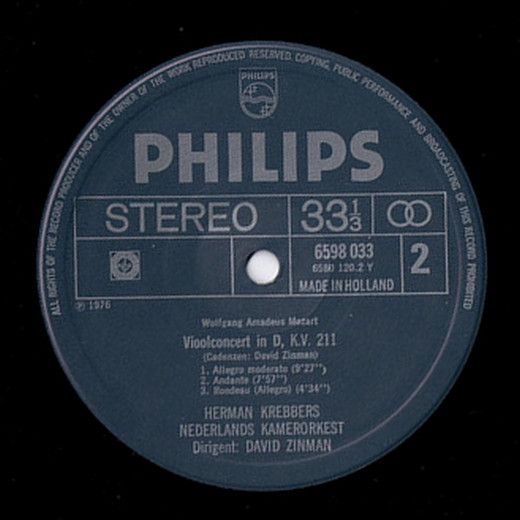 ALL RIGHTS OF THE RECORD PRODUCER AND OF THE OWNER OF THE WORK REPRODUCED RESERVED. COPYING, PUBLIC PERFORMANCE AND BROADCASTING OF THIS RECORD PROHIBITED
PHILIPS
PHILIPS
STEREO 33 1/3
6598 033 2
6580 120.2 Y
MADE IN HOLLAND
℗ 1976
Wolfgang Amadeus Mozart
Vioolconcert in D, K.V. 211
(Cadenzen: David Zinman)
1. Allegro moderato (9'27'')
2. Andante (7'57'')
3. Rondeau (Allegro) (4'34'')
HERMAN KREBBERS
NEDERLANDS KAMERORKEST
Dirigent: DAVID ZINMAN